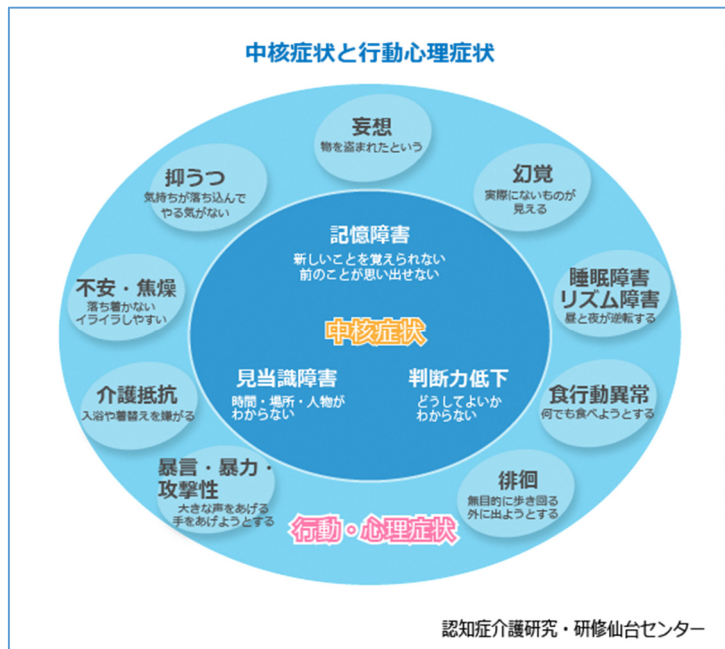 中核症状と行動心理症状
妄想
物を盗まれたという
幻覚
実際にないものが
見える
睡眠障害
リズム障害
昼と夜が逆転する
食行動異常
何でも食べようとする
徘徊
無目的に歩き回る
外に出ようとする
暴言・暴力・
攻撃性
大きな声をあげる
手をあげようとする
介護抵抗
入浴や着替えを嫌がる
不安・焦燥
落ち着かない
イライラしやすい
抑うつ
気持ちが落ち込んで
やる気がない
記憶障害
新しいことを覚えられない
前のことが思い出せない
中核症状
見当識障害
時間・場所・人物が
わからない
判断力低下
どうしてよいか
わからない
行動・心理症状
認知症介護研究・研修仙台センター